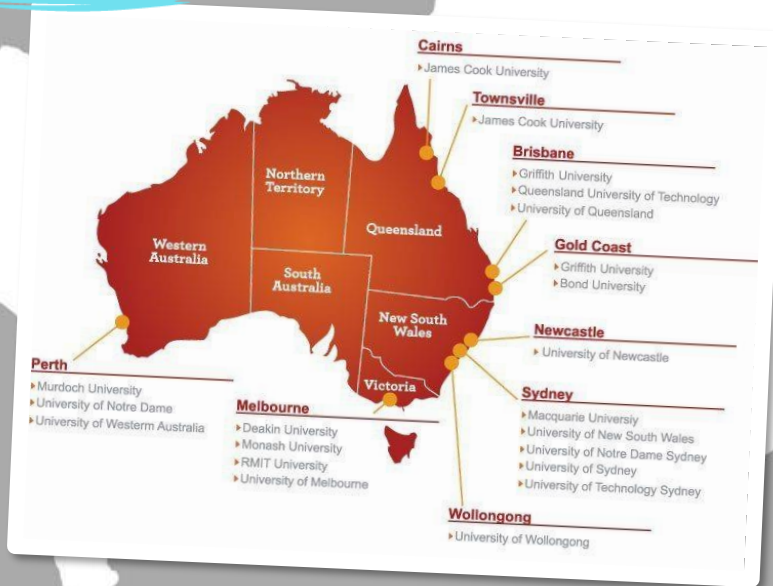 Cairns
James Cook University
Townsville
James Cook University
Brisbane
Griffith University
Queensland University of Technology
University of Queensland
Gold Coast
Griffith University
Bond University
Newcastle
University of Newcastle
Sydney
Macquarie Universiy
University of New South Wales
University of Notre Dame Sydney
University of Sydney
University of Technology Sydney
Wollongong
University of Wollongong
Melbourne
Deakin University
Monash University
RMIT University
University of Melbourne
Perth
Murdoch University
University of Notre Dame
University of Westerm Australia
Western
Australia
Northern
Territory
South
Australia
Queensland
New South
Wales
Victoria